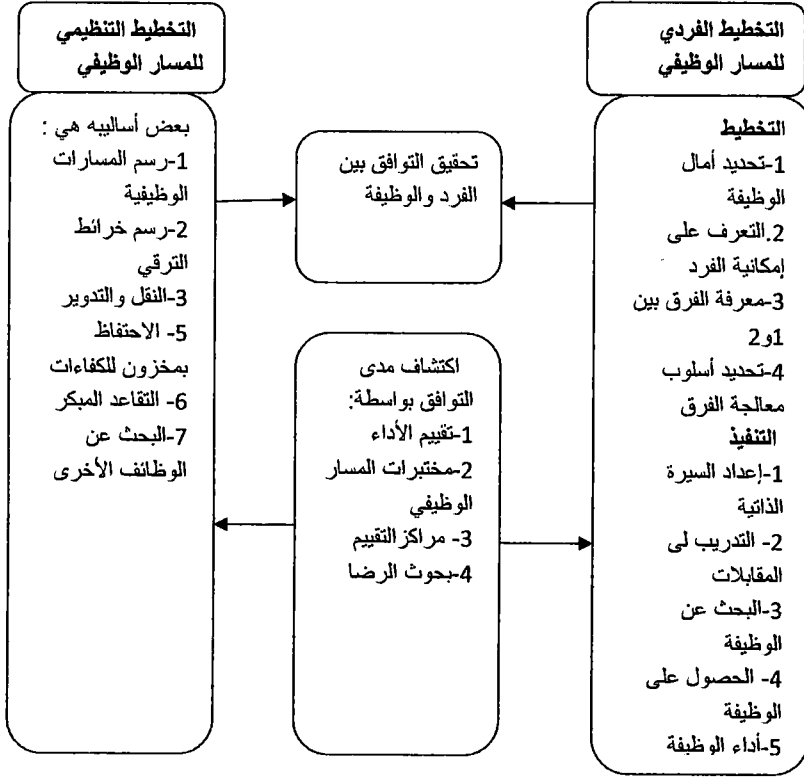 التخطيط الفردي
للمسار الوظيفي
التخطيط
1-تحديد أمال
الوظيفة
2.التعرف على
إمكانية الفرد
3-معرفة الفرق بين
1و2
4-تحديد أسلوب
معالجة الفرق
التنفيذ
1-إعداد السيرة
الذاتية
2- التدريب لى
المقابلات
3-البحث عن
الوظيفة
4- الحصول على
الوظيفة
5-أداء الوظيفة
تحقيق التوافق بين
الفرد والوظيفة
اكتشاف مدى
التوافق بواسطة:
1-تقييم الأداء
2-مختبرات المسار
الوظيفي
3- مراكز التقييم
4-بحوث الرضا
التخطيط التنظيمي
للمسار الوظيفي
بعض أساليبه هي :
1-رسم المسارات
الوظيفية
2-رسم خرائط
الترقي
3-النقل والتدوير
5- الاحتفاظ
بمخزون للكفاءات
6- التقاعد المبكر
7-البحث عن
الوظائف الأخرى